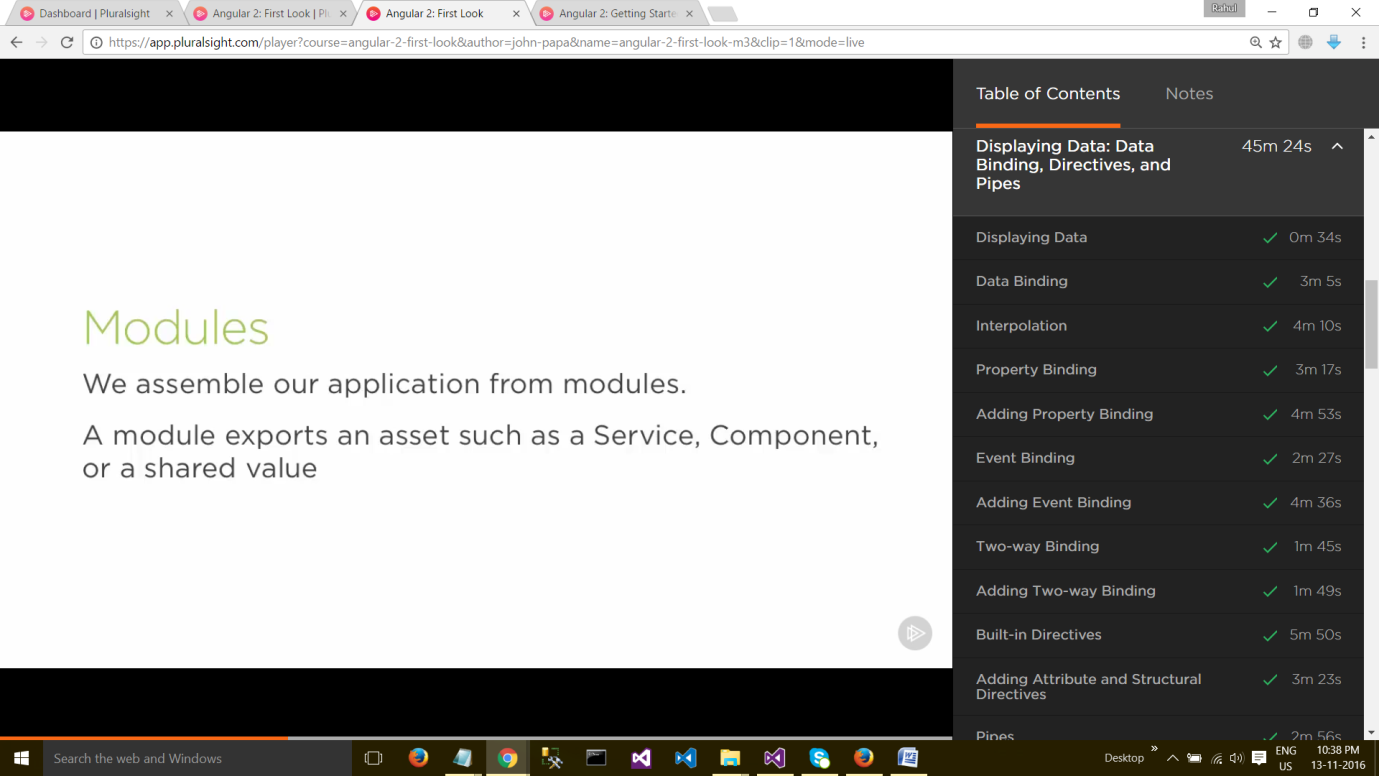 Dashboard | Pluralsight
Angular 2: First Look | Pl
Angular 2: First Look
Angular 2: Getting Starte
Rahul
https://app.pluralsight.com/player?course=angular-2-first-look&author=john-papa&name=angular-2-first-look-m3&clip=1&mode=live
Modules
We assemble our application from modules.
A module exports an asset such as a Service, Component,
or a shared value
Table of Contents
Notes
Displaying Data: Data
Binding, Directives, and
Pipes
45m 24s
Displaying Data 0m 34s
Data Binding 3m 5s
Interpolation 4m 10s
Property Binding 3m 17s
Adding Property Binding 4m 53s
Event Binding 2m 27s
Adding Event Binding 4m 36s
Two-way Binding 1m 45s
Adding Two-way Binding 1m 49s
Built-in Directives 5m 50s
Adding Attribute and Structural
Directives
3m 23s
Pipes 2m 56s
Search the web and Windows
Desktop
ENG
US
10:38 PM
13-11-2016